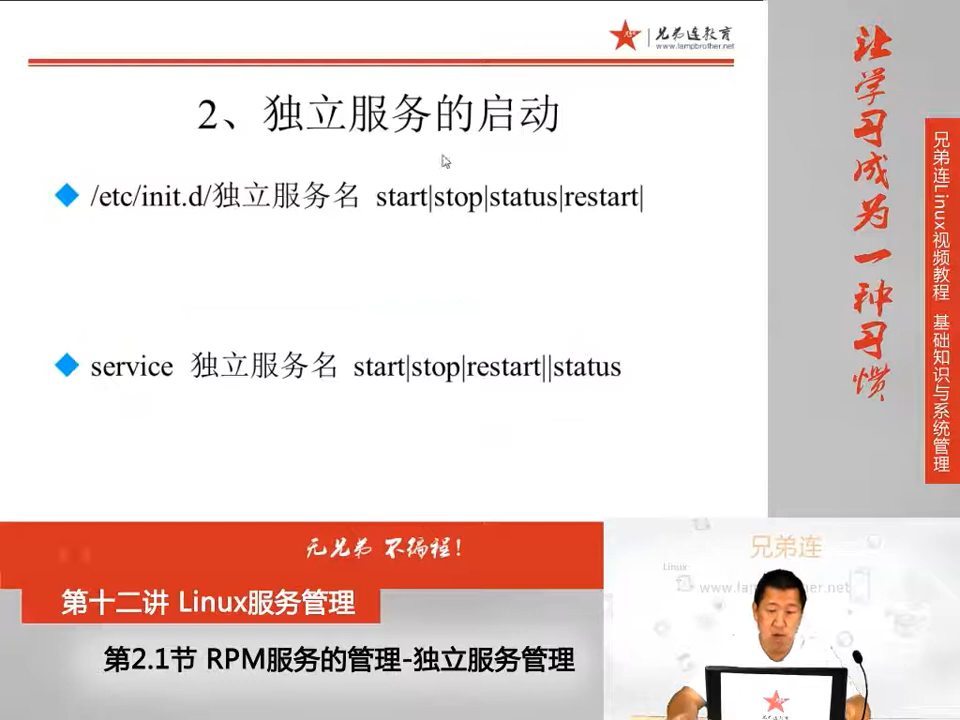 兄弟连教育
www.lampbrother.net
2、独立服务的启动
/etc/init.d/独立服务名 start|stop|status|restart|
service 独立服务名 start|stop|restart||status
让学习成为一种习惯
兄弟连Linux视频教程 基础知识与系统管理
无兄弟 不编程!
第十二讲 Linux服务管理
第2.1节 RPM服务的管理-独立服务管理
兄弟连
Linux